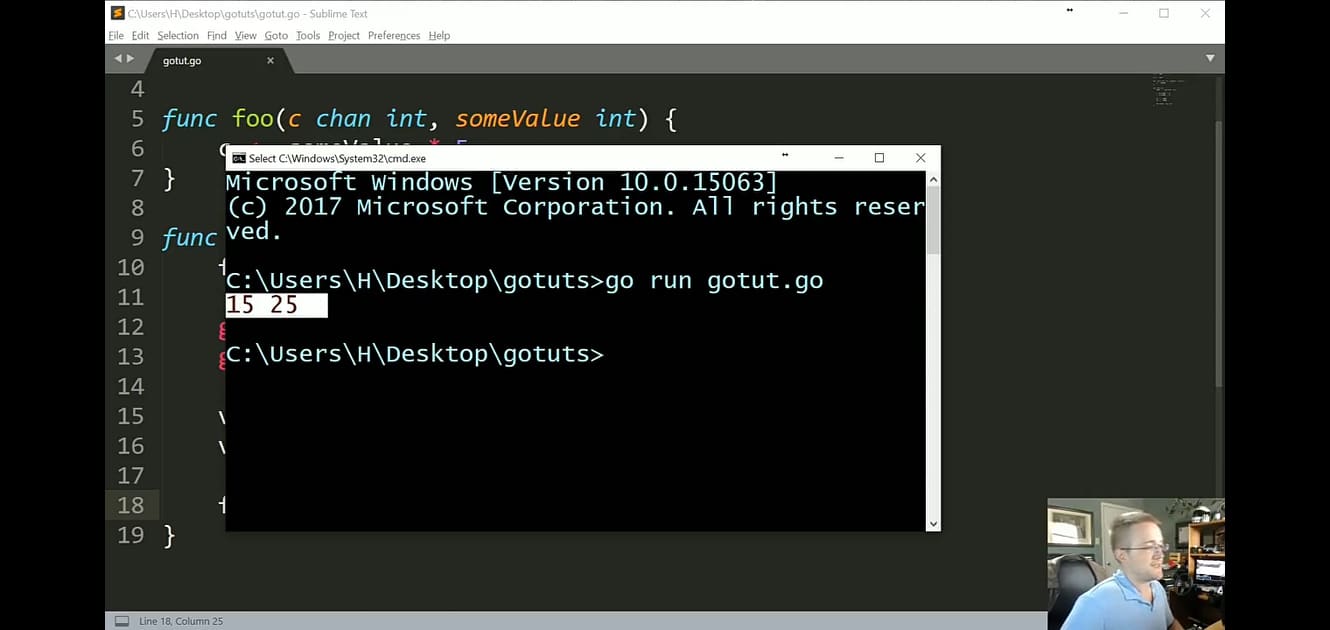 C:\Users\H\Desktop\gotuts\gotut.go - Sublime Text
File Edit Selection Find View Goto Tools Project Preferences Help
gotut.go
4
5 func foo(c chan int, someValue int) {
6
7 }
8
9 func
10
11
12
13
14
15
16
17
18
19 }
Select C:\Windows\System32\cmd.exe
Microsoft Windows [Version 10.0.15063]
(c) 2017 Microsoft Corporation. All rights reser
ved.
C:\Users\H\Desktop\gotuts>go run gotut.go
15 25
C:\Users\H\Desktop\gotuts>
Line 18, Column 25